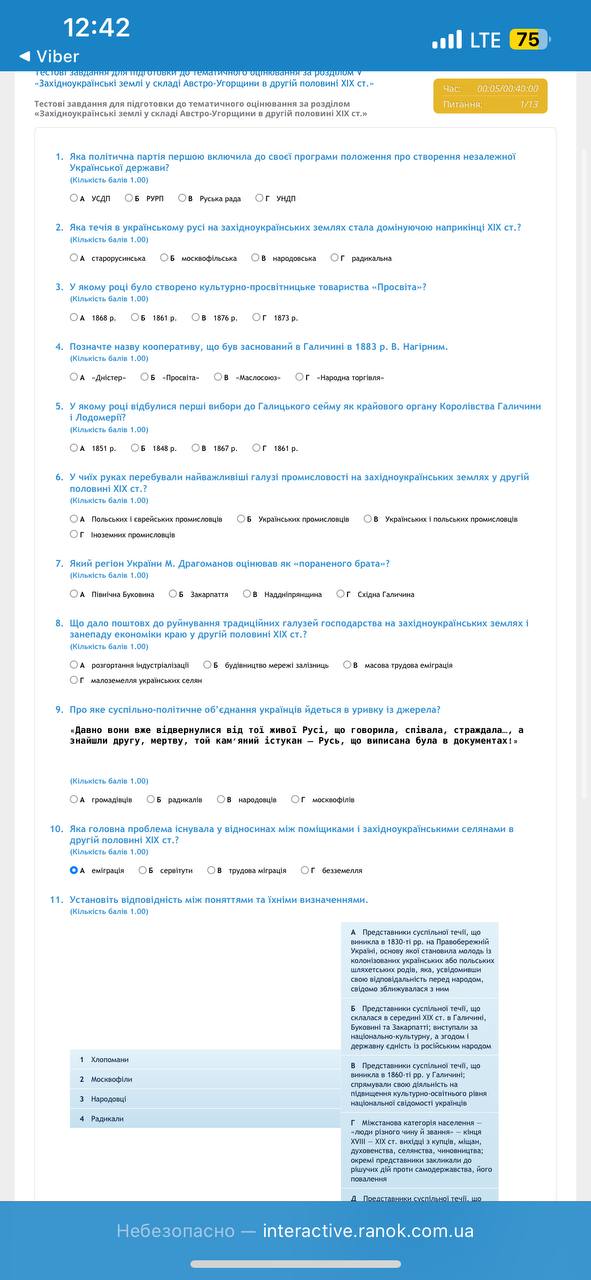 12:42
LTE 75
◀ Viber
Тестові завдання для підготовки до тематичного оцінювання за розділом V
«Західноукраїнські землі у складі Австро-Угорщини в другій половині XIX ст.»
Тестові завдання для підготовки до тематичного оцінювання за розділом
«Західноукраїнські землі у складі Австро-Угорщини в другій половині XIX ст.»
Час: 00:05/00:40:00
Питання: 1/13
1. Яка політична партія першою включила до своєї програми положення про створення незалежної
Української держави?
(Кількість балів 1.00)
А УСДП Б РУРП В Руська рада Г УНДП
2. Яка течія в українському русі на західноукраїнських землях стала домінуючою наприкінці XIX ст.?
(Кількість балів 1.00)
А старорусинська Б москвофільська В народовська Г радикальна
3. У якому році було створено культурно-просвітницьке товариства «Просвіта»?
(Кількість балів 1.00)
А 1868 р. Б 1861 р. В 1876 р. Г 1873 р.
4. Позначте назву кооперативу, що був заснований в Галичині в 1883 р. В. Нагірним.
(Кількість балів 1.00)
А «Дністер» Б «Просвіта» В «Маслосоюз» Г «Народна торгівля»
5. У якому році відбулися перші вибори до Галицького сейму як крайового органу Королівства Галичини
і Лодомерії?
(Кількість балів 1.00)
А 1851 р. Б 1848 р. В 1867 р. Г 1861 р.
6. У чиїх руках перебували найважливіші галузі промисловості на західноукраїнських землях у другій
половині XIX ст.?
(Кількість балів 1.00)
А Польських і єврейських промисловців Б Українських промисловців В Українських і польських промисловців
Г Іноземних промисловців
7. Який регіон України М. Драгоманов оцінював як «пораненого брата»?
(Кількість балів 1.00)
А Північна Буковина Б Закарпаття В Наддніпрянщина Г Східна Галичина
8. Що дало поштовх до руйнування традиційних галузей господарства на західноукраїнських землях і
занепаду економіки краю у другій половині XIX ст.?
(Кількість балів 1.00)
А розгортання індустріалізації Б будівництво мережі залізниць В масова трудова еміграція
Г малоземелля українських селян
9. Про яке суспільно-політичне об’єднання українців йдеться в уривку із джерела?
«Давно вони вже відвернулися від тої живої Русі, що говорила, співала, страждала…, а
знайшли другу, мертву, той кам’яний істукан — Русь, що виписана була в документах!»
(Кількість балів 1.00)
А громадівців Б радикалів В народовців Г москвофілів
10. Яка головна проблема існувала у відносинах між поміщиками і західноукраїнськими селянами в
другій половині XIX ст.?
(Кількість балів 1.00)
А еміграція Б сервітути В трудова міграція Г безземелля
11. Установіть відповідність між поняттями та їхніми визначеннями.
(Кількість балів 1.00)
1 Хлопомани
2 Москвофіли
3 Народовці
4 Радикали
А Представники суспільної течії, що
виникла в 1830-ті рр. на Правобережній
Україні, основу якої становила молодь із
колонізованих українських або польських
шляхетських родів, яка, усвідомивши
свою відповідальність перед народом,
свідомо зближувалася з ним
Б Представники суспільної течії, що
склалася в середині XIX ст. в Галичині,
Буковині та Закарпатті; виступали за
національно-культурну, а згодом і
державну єдність із російським народом
В Представники суспільної течії, що
виникла в 1860-ті рр. у Галичині;
спрямували свою діяльність на
підвищення культурно-освітнього рівня
національної свідомості українців
Г Міжстанова категорія населення —
«люди різного чину й звання» — кінця
XVIII — XIX ст. вихідці з купців, міщан,
духовенства, селянства, чиновництва;
окремі представники закликали до
рішучих дій проти самодержавства, його
повалення
Д Представники суспільної течії, що
Небезопасно — interactive.ranok.com.ua